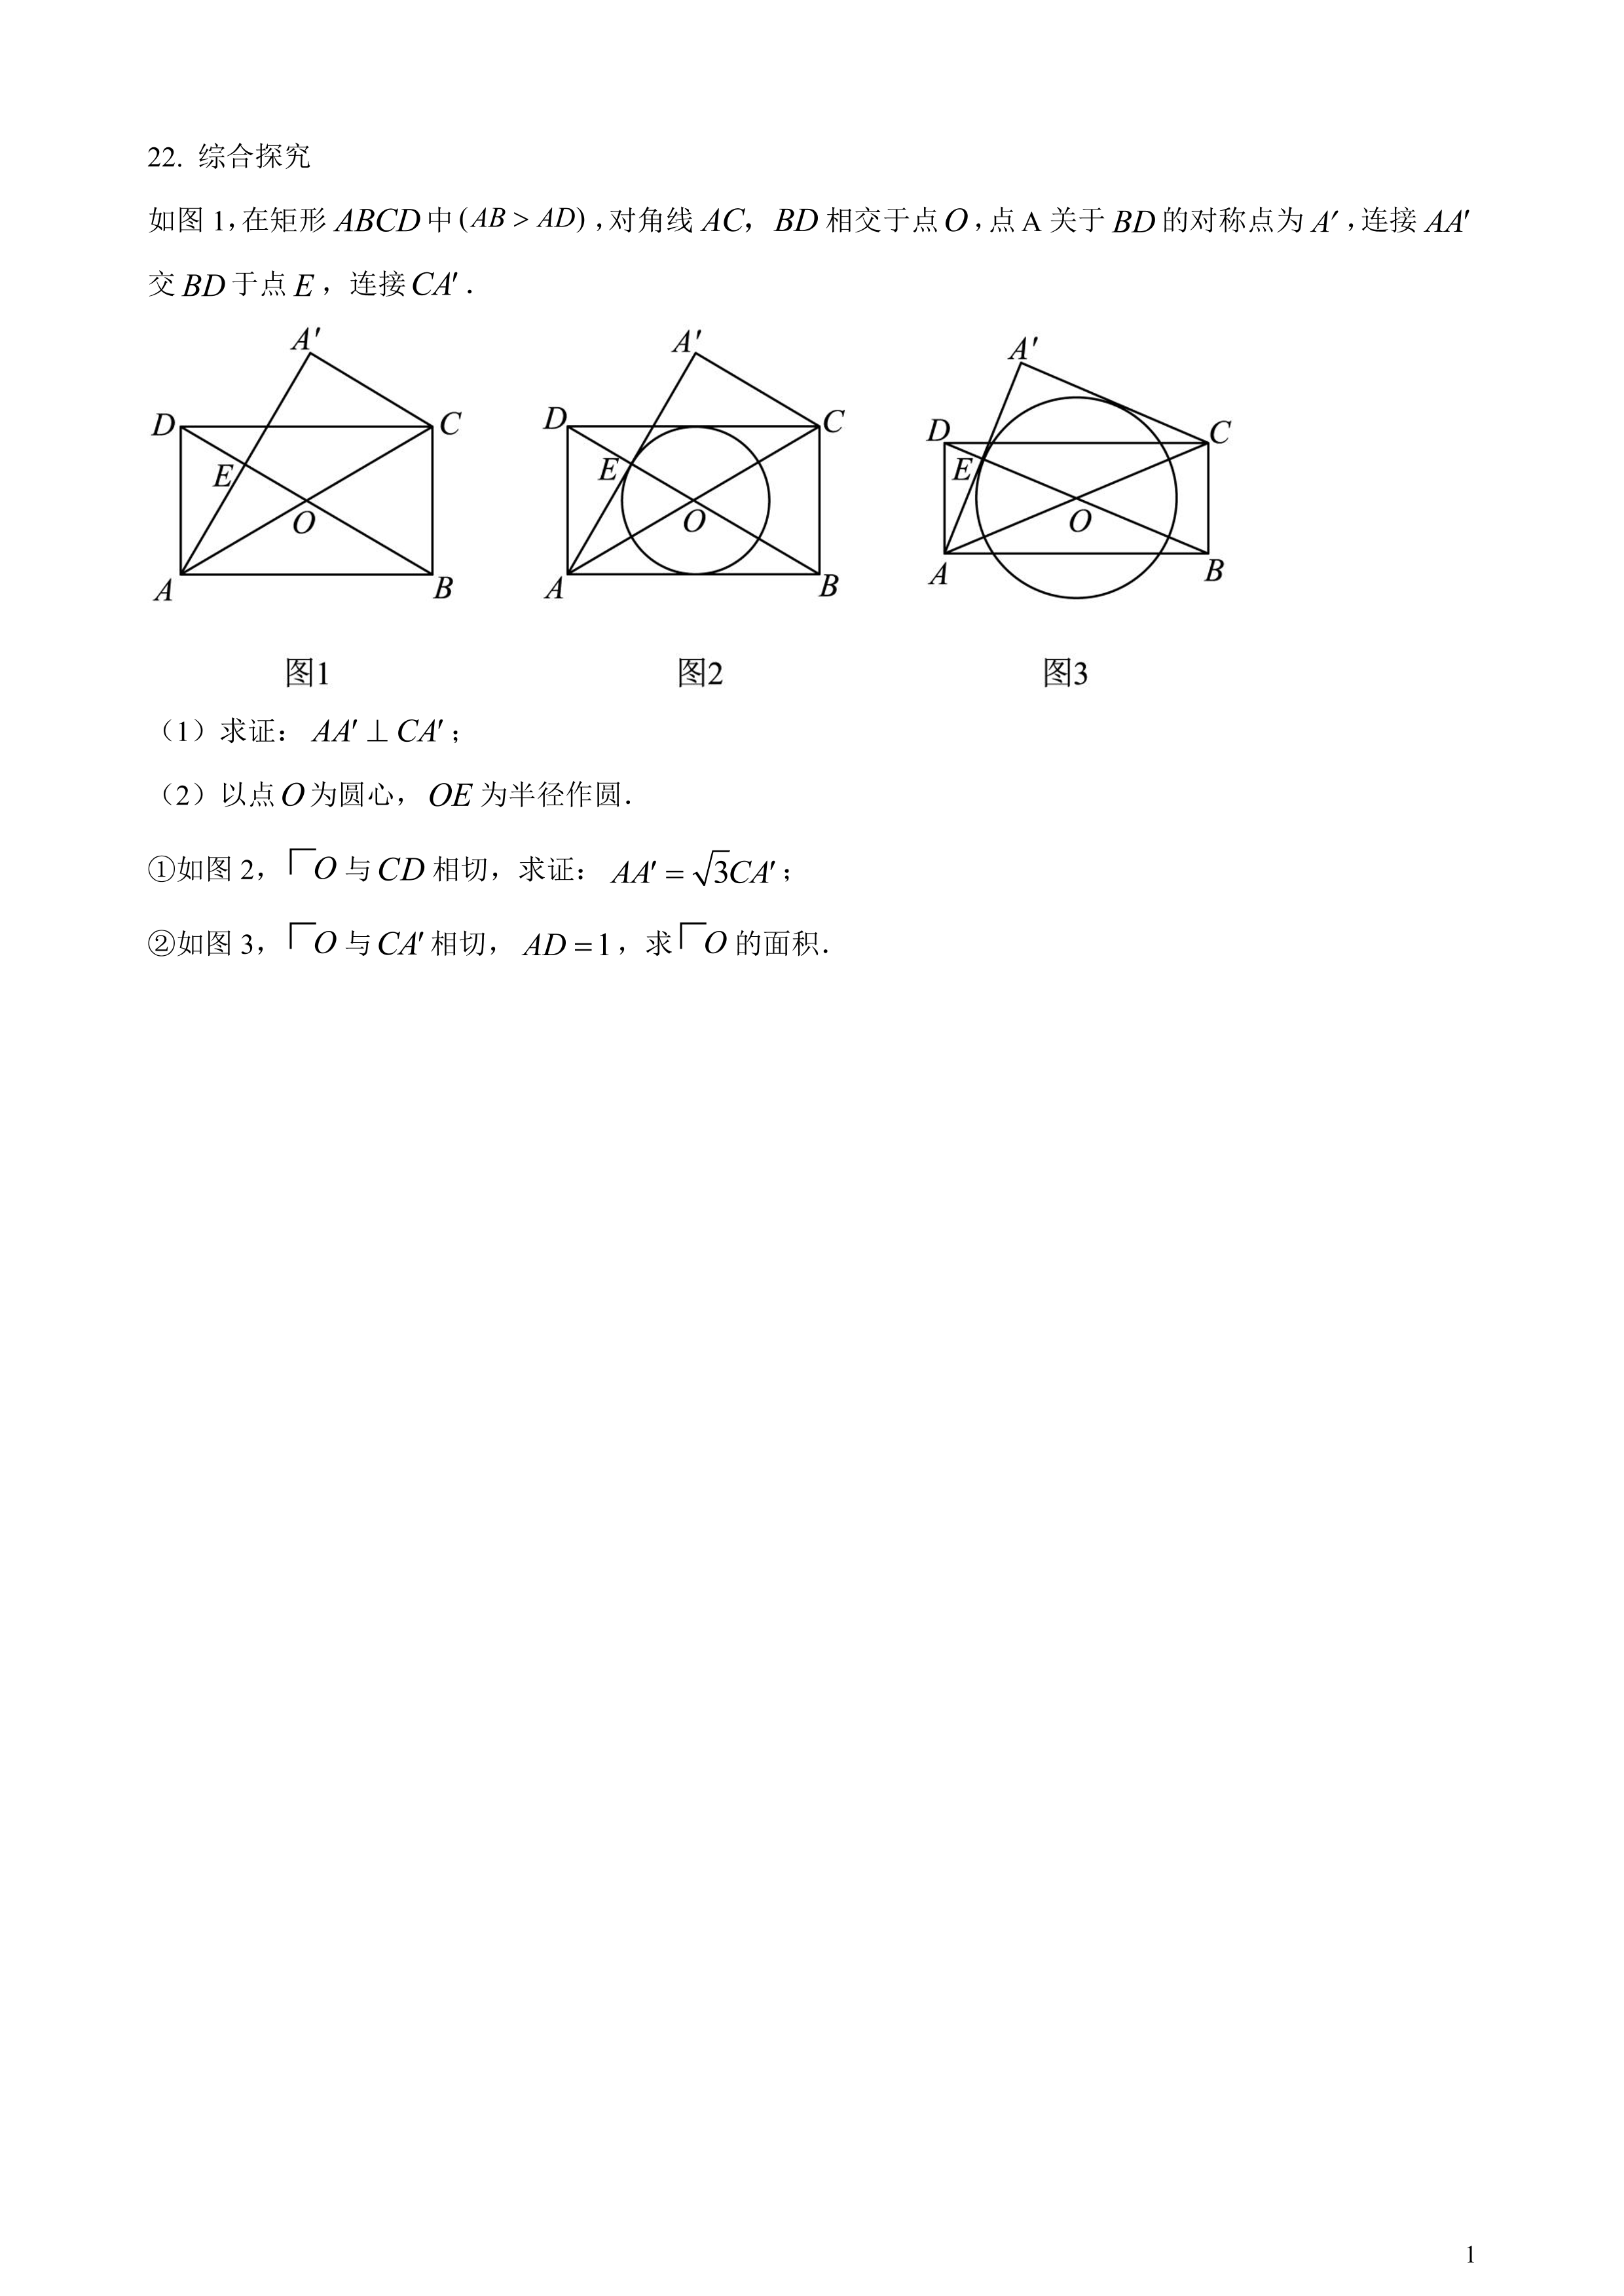 22. 综合探究
如图 1,在矩形 ABCD 中 (AB > AD) ,对角线 AC，BD 相交于点 O ,点 A 关于 BD 的对称点为 A′ ,连接 AA′
交 BD 于点 E ，连接 CA′ .
A′ D C E O A B
A′ D C E O A B
A′ D C E O A B
图1 图2 图3
（1）求证： AA′ ⊥ CA′ ;
（2）以点 O 为圆心， OE 为半径作圆.
①如图 2，O 与 CD 相切，求证： AA′ = √3CA′ ;
②如图 3，O 与 CA′ 相切， AD = 1 ，求O 的面积.
1